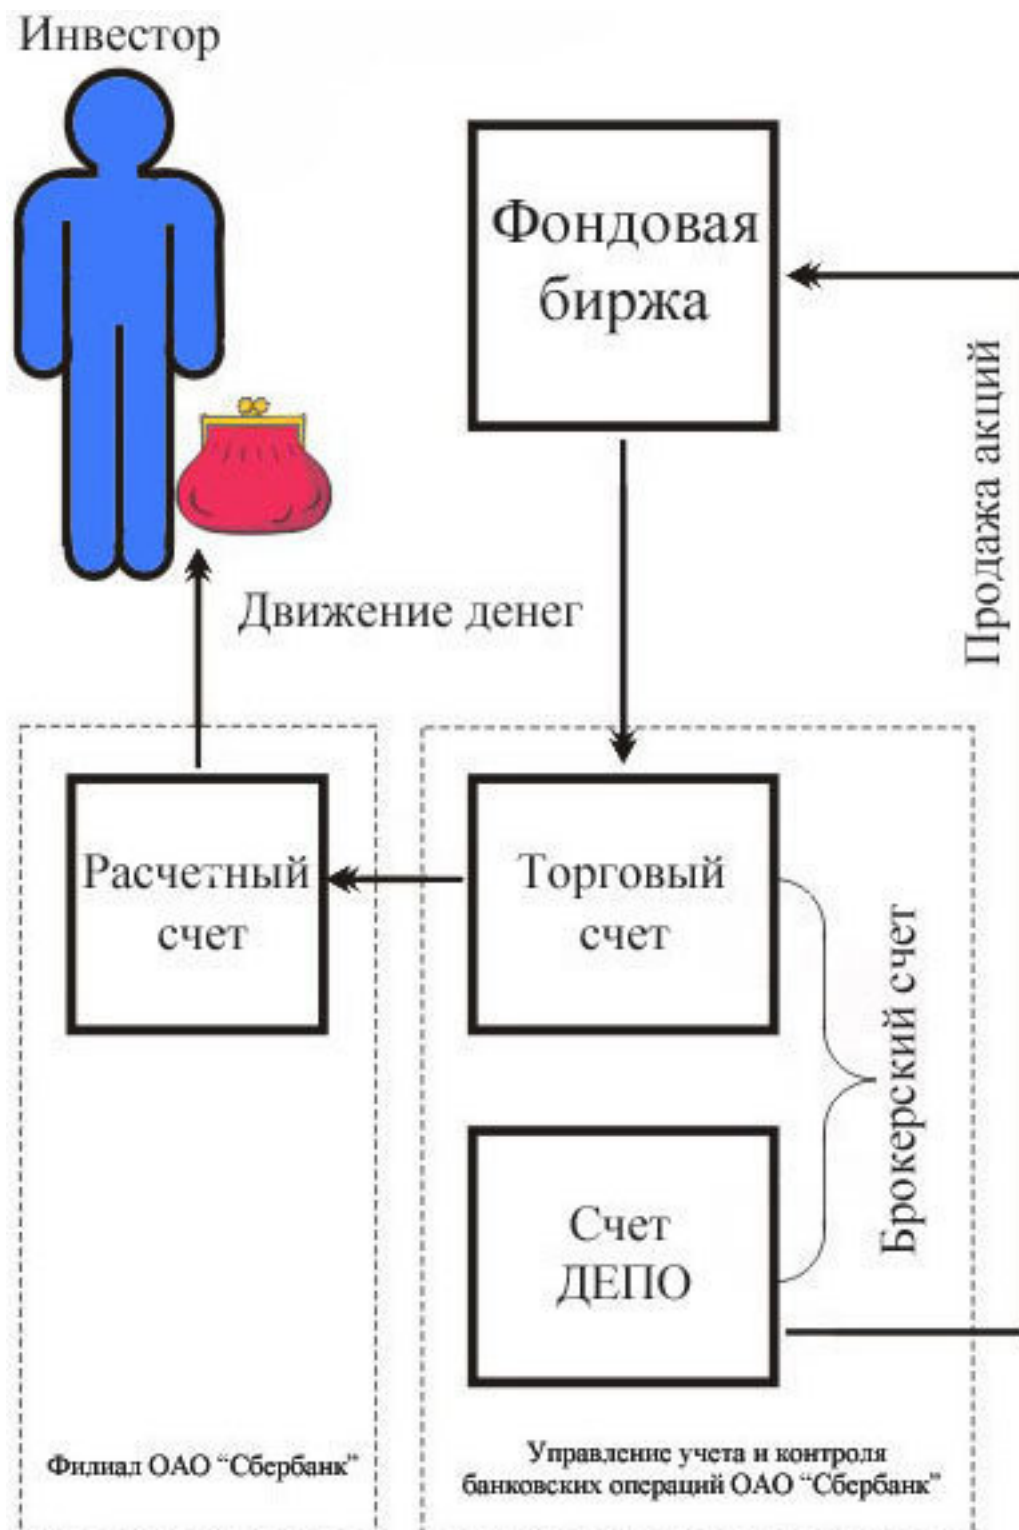 Инвестор
Фондовая
биржа
Продажа акций
Движение денег
Расчетный
счет
Торговый
счет
Брокерский счет
Счет
ДЕПО
Филиал ОАО “Сбербанк”
Управление учета и контроля
банковских операций ОАО “Сбербанк”